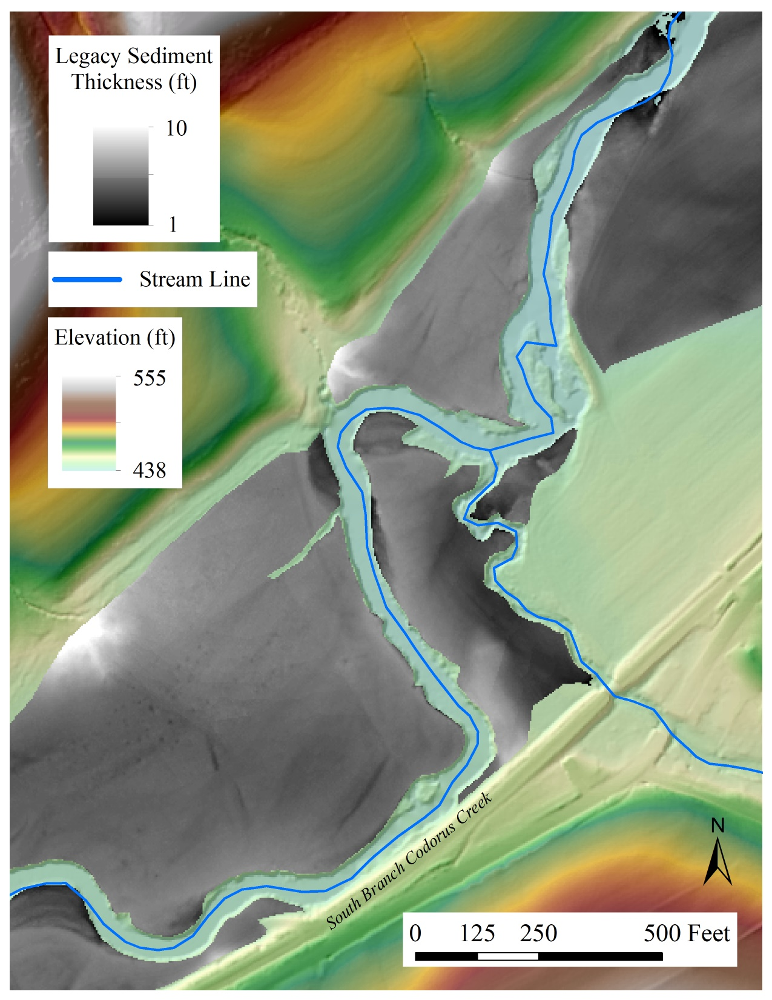 Legacy Sediment
Thickness (ft)
10
1
Stream Line
Elevation (ft)
555
438
South Branch Codorus Creek
N
0 125 250 500 Feet